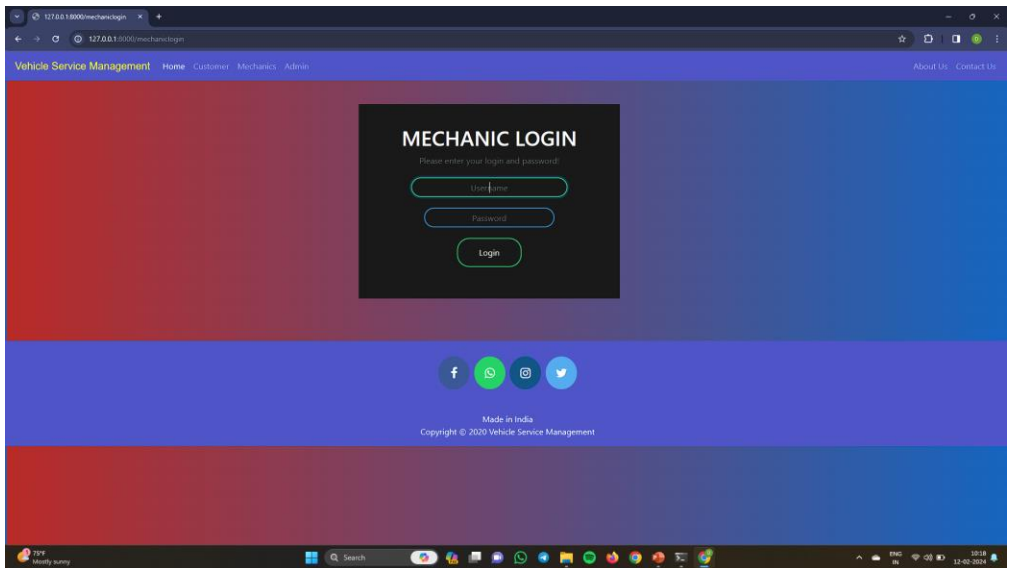 127.0.0.1:8000/mechaniclogin
127.0.0.1:8000/mechaniclogin
Vehicle Service Management Home Customer Mechanics Admin About Us Contact Us
MECHANIC LOGIN
Please enter your login and password!
Username
Password
Login
Made in India
Copyright © 2020 Vehicle Service Management
75°F
Mostly sunny
Search
ENG
IN
10:18
12-02-2024